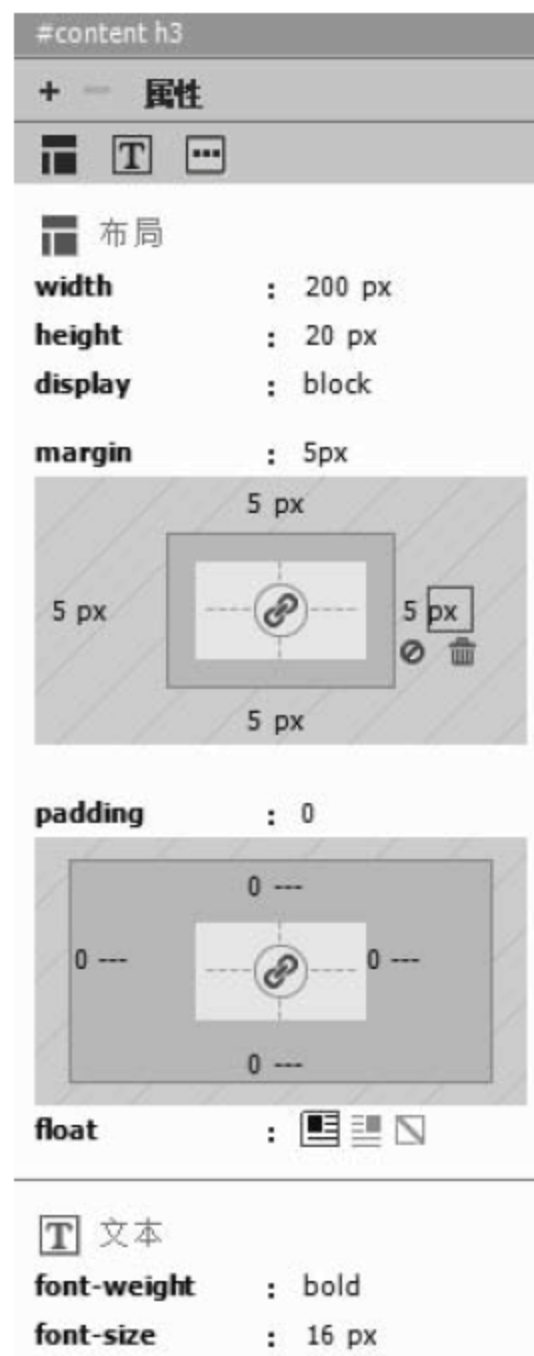 #content h3
+ − 属性
T
布局
width : 200 px
height : 20 px
display : block
margin : 5px
5 px
5 px 5 px
5 px
padding : 0
0 ---
0 --- 0 ---
0 ---
float :
T 文本
font-weight : bold
font-size : 16 px